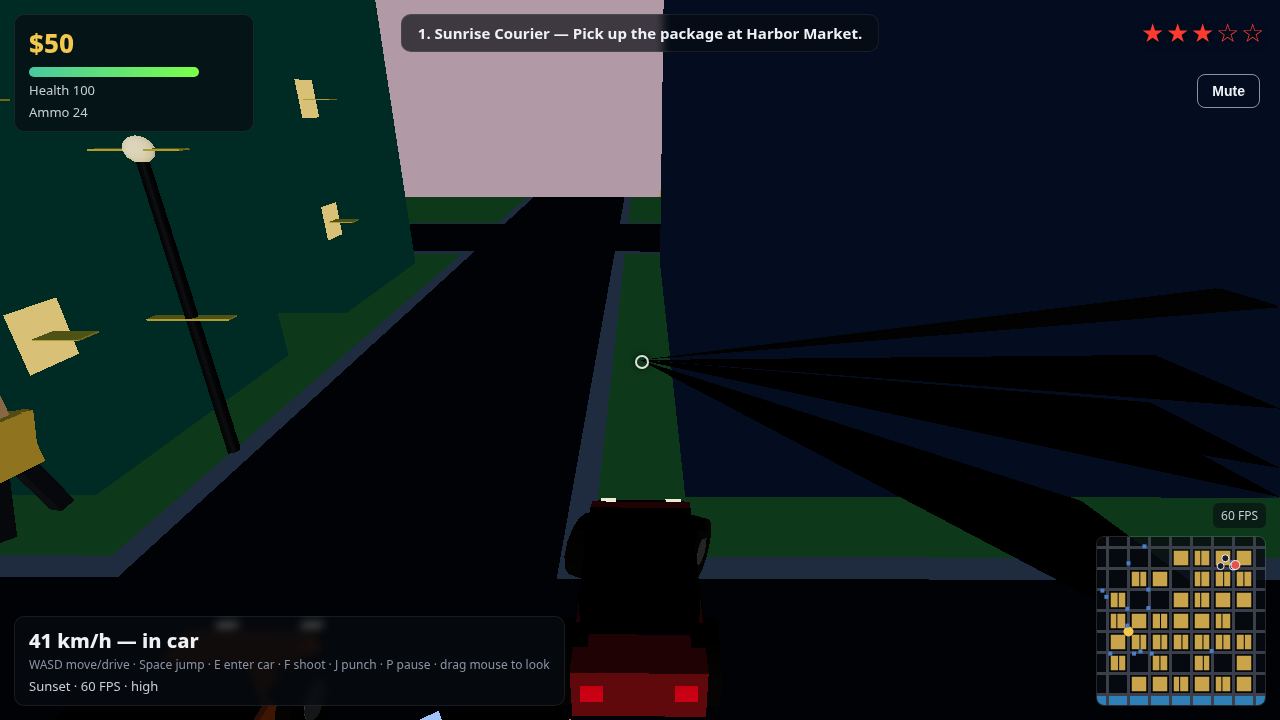 $50
Health 100
Ammo 24
1. Sunrise Courier — Pick up the package at Harbor Market.
★★★☆☆
Mute
60 FPS
41 km/h — in car
WASD move/drive · Space jump · E enter car · F shoot · J punch · P pause · drag mouse to look
Sunset · 60 FPS · high